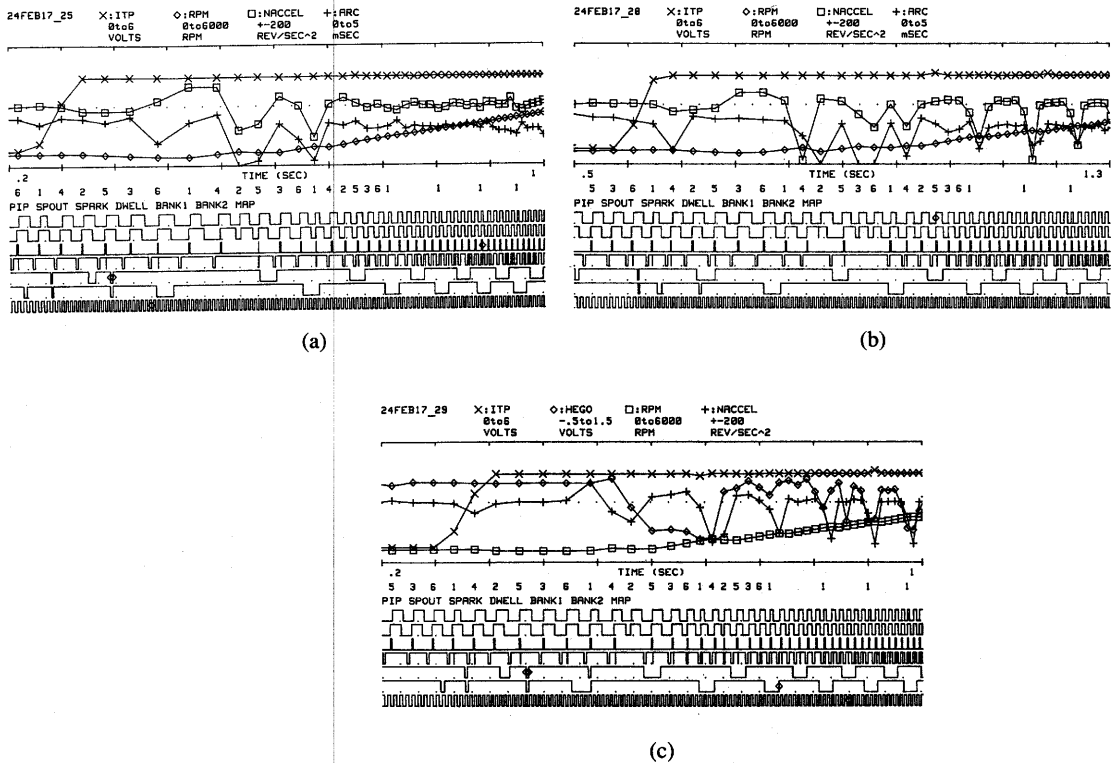 24FEB17_25 X:ITP ◇:RPM □:NACCEL +:ARC
0to6 0to6000 +-200 0to5
VOLTS RPM REV/SEC^2 mSEC
.2 TIME (SEC) 1
6 1 4 2 5 3 6 1 4 2 5 3 6 1 4 2 5 3 6 1 1 1 1
PIP SPOUT SPARK DWELL BANK1 BANK2 MAP
(a)
24FEB17_28 X:ITP ◇:RPM □:NACCEL +:ARC
0to6 0to6000 +-200 0to5
VOLTS RPM REV/SEC^2 mSEC
.5 TIME (SEC) 1.3
5 3 6 1 4 2 5 3 6 1 4 2 5 3 6 1 4 2 5 3 6 1 1 1
PIP SPOUT SPARK DWELL BANK1 BANK2 MAP
(b)
24FEB17_29 X:ITP ◇:HEGO □:RPM +:NACCEL
0to6 -.5to1.5 0to6000 +-200
VOLTS VOLTS RPM REV/SEC^2
.2 TIME (SEC) 1
5 3 6 1 4 2 5 3 6 1 4 2 5 3 6 1 4 2 5 3 6 1 1 1 1
PIP SPOUT SPARK DWELL BANK1 BANK2 MAP
(c)